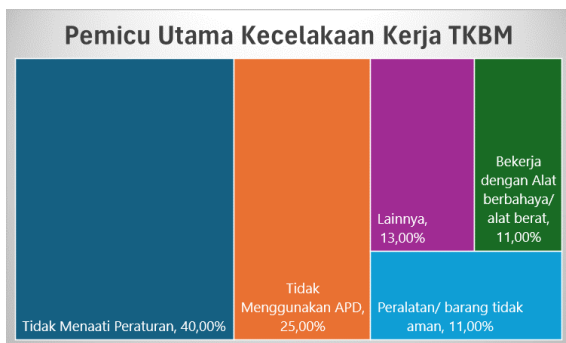 Pemicu Utama Kecelakaan Kerja TKBM
Tidak Menaati Peraturan, 40,00%
Tidak
Menggunakan APD,
25,00%
Lainnya,
13,00%
Bekerja
dengan Alat
berbahaya/
alat berat,
11,00%
Peralatan/ barang tidak
aman, 11,00%